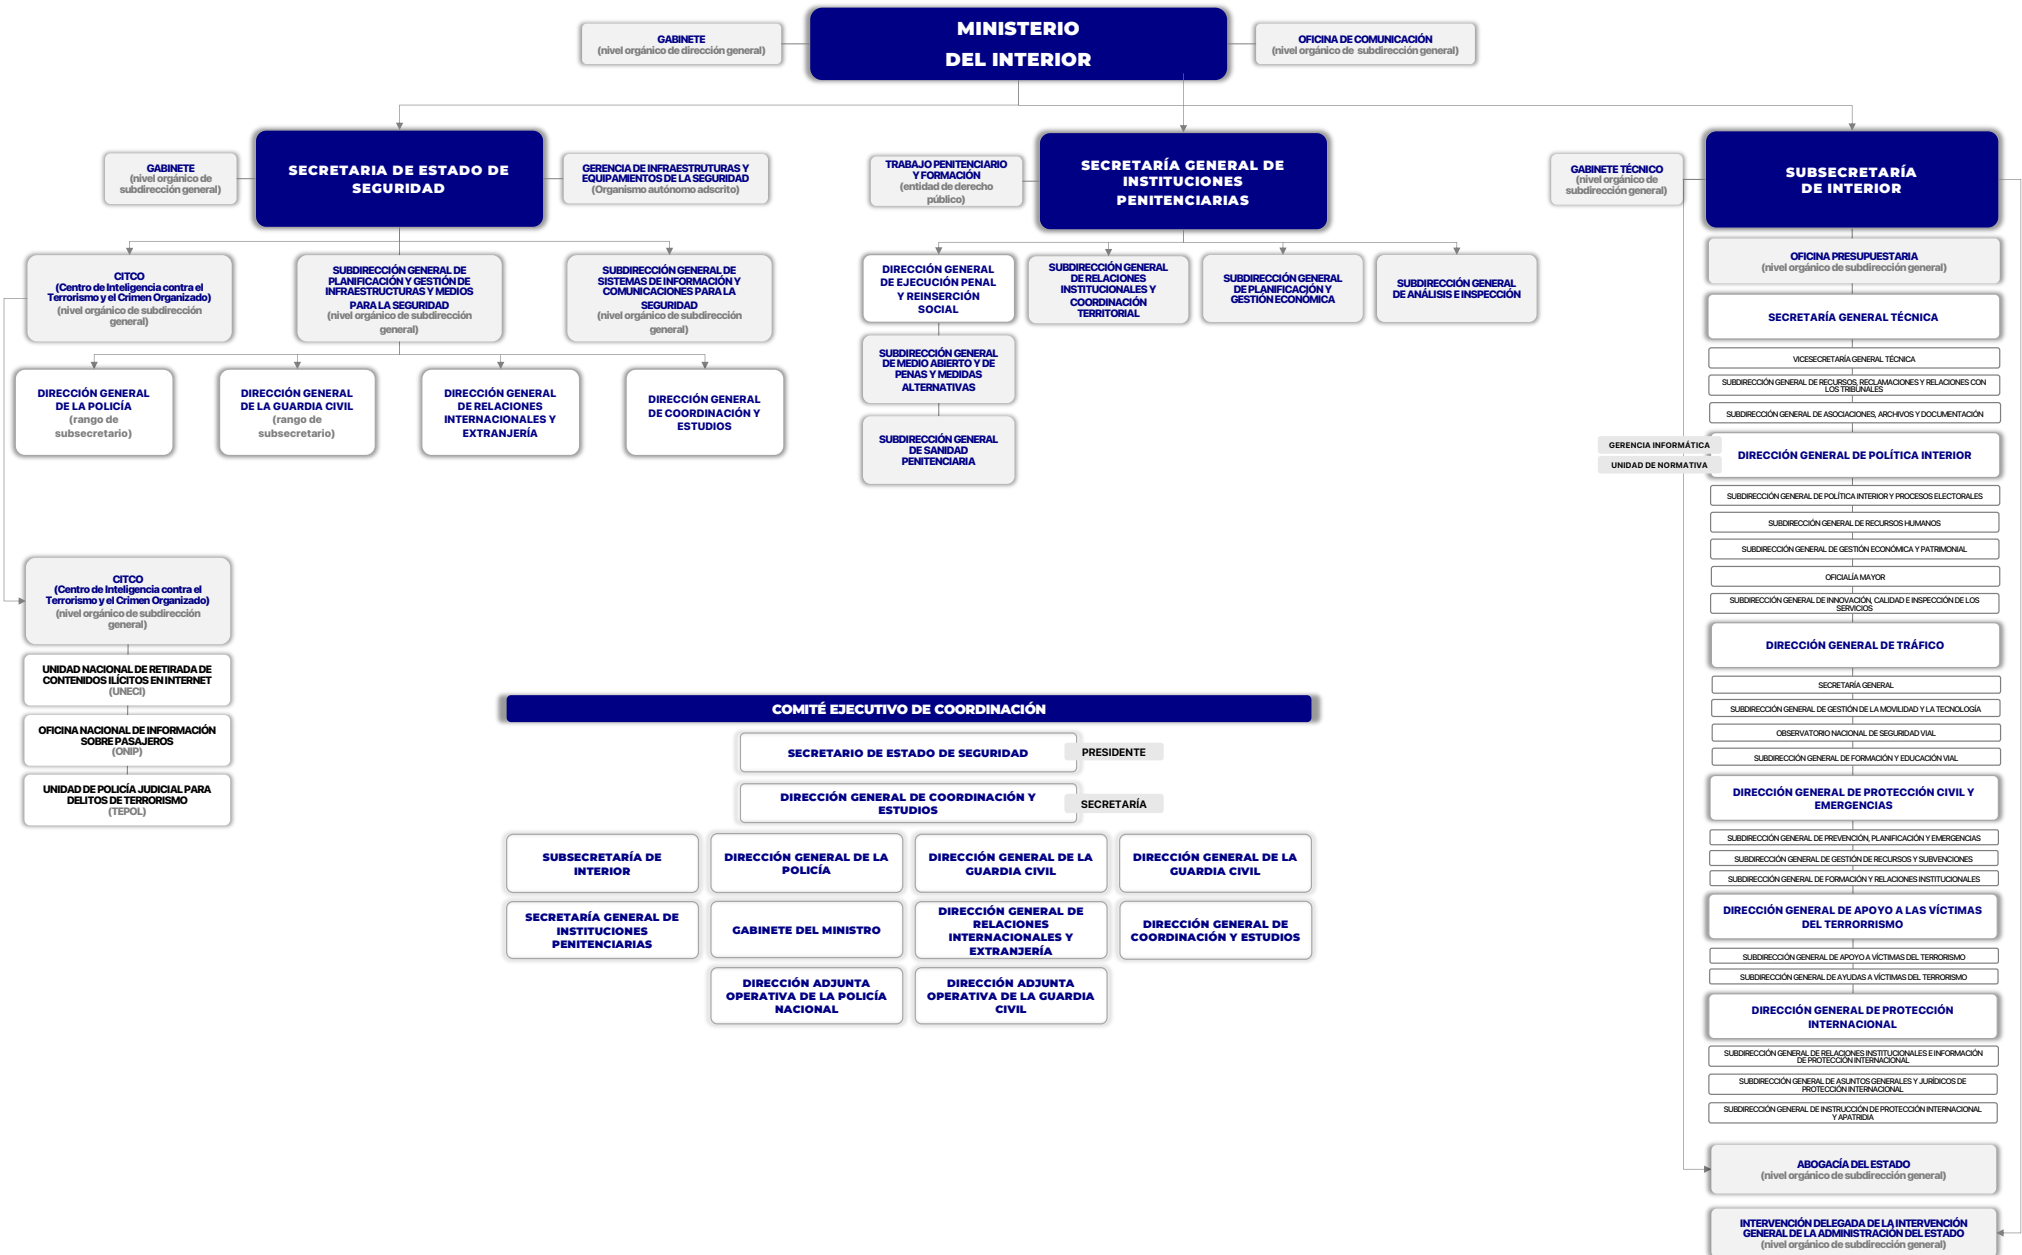 MINISTERIO
DEL INTERIOR
GABINETE
(nivel orgánico de dirección general)
OFICINA DE COMUNICACIÓN
(nivel orgánico de subdirección general)
GABINETE
(nivel orgánico de
subdirección general)
SECRETARIA DE ESTADO DE
SEGURIDAD
GERENCIA DE INFRAESTRUTURAS Y
EQUIPAMIENTOS DE LA SEGURIDAD
(Organismo autónomo adscrito)
TRABAJO PENITENCIARIO
Y FORMACIÓN
(entidad de derecho
público)
SECRETARÍA GENERAL DE
INSTITUCIONES
PENITENCIARIAS
GABINETE TÉCNICO
(nivel orgánico de
subdirección general)
SUBSECRETARÍA
DE INTERIOR
CITCO
(Centro de Inteligencia contra el
Terrorismo y el Crimen Organizado)
(nivel orgánico de subdirección
general)
SUBDIRECCIÓN GENERAL DE
PLANIFICACIÓN Y GESTIÓN DE
INFRAESTRUCTURAS Y MEDIOS
PARA LA SEGURIDAD
(nivel orgánico de subdirección
general)
SUBDIRECCIÓN GENERAL DE
SISTEMAS DE INFORMACIÓN Y
COMUNICACIONES PARA LA
SEGURIDAD
(nivel orgánico de subdirección
general)
DIRECCIÓN GENERAL
DE LA POLICÍA
(rango de
subsecretario)
DIRECCIÓN GENERAL
DE LA GUARDIA CIVIL
(rango de
subsecretario)
DIRECCIÓN GENERAL
DE RELACIONES
INTERNACIONALES Y
EXTRANJERÍA
DIRECCIÓN GENERAL
DE COORDINACIÓN Y
ESTUDIOS
DIRECCIÓN GENERAL
DE EJECUCIÓN PENAL
Y REINSERCIÓN
SOCIAL
SUBDIRECCIÓN GENERAL
DE RELACIONES
INSTITUCIONALES Y
COORDINACIÓN
TERRITORIAL
SUBDIRECCIÓN GENERAL
DE PLANIFICACIÓN Y
GESTIÓN ECONÓMICA
SUBDIRECCIÓN GENERAL
DE ANÁLISIS E INSPECCIÓN
SUBDIRECCIÓN GENERAL
DE MEDIO ABIERTO Y DE
PENAS Y MEDIDAS
ALTERNATIVAS
SUBDIRECCIÓN GENERAL
DE SANIDAD
PENITENCIARIA
OFICINA PRESUPUESTARIA
(nivel orgánico de subdirección general)
SECRETARÍA GENERAL TÉCNICA
VICESECRETARÍA GENERAL TÉCNICA
SUBDIRECCIÓN GENERAL DE RECURSOS, RECLAMACIONES Y RELACIONES CON
LOS TRIBUNALES
SUBDIRECCIÓN GENERAL DE ASOCIACIONES, ARCHIVOS Y DOCUMENTACIÓN
GERENCIA INFORMÁTICA
UNIDAD DE NORMATIVA
DIRECCIÓN GENERAL DE POLÍTICA INTERIOR
SUBDIRECCIÓN GENERAL DE POLÍTICA INTERIOR Y PROCESOS ELECTORALES
SUBDIRECCIÓN GENERAL DE RECURSOS HUMANOS
SUBDIRECCIÓN GENERAL DE GESTIÓN ECONÓMICA Y PATRIMONIAL
OFICIALÍA MAYOR
SUBDIRECCIÓN GENERAL DE INNOVACIÓN, CALIDAD E INSPECCIÓN DE LOS
SERVICIOS
DIRECCIÓN GENERAL DE TRÁFICO
SECRETARÍA GENERAL
SUBDIRECCIÓN GENERAL DE GESTIÓN DE LA MOVILIDAD Y LA TECNOLOGÍA
OBSERVATORIO NACIONAL DE SEGURIDAD VIAL
SUBDIRECCIÓN GENERAL DE FORMACIÓN Y EDUCACIÓN VIAL
DIRECCIÓN GENERAL DE PROTECCIÓN CIVIL Y
EMERGENCIAS
SUBDIRECCIÓN GENERAL DE PREVENCIÓN, PLANIFICACIÓN Y EMERGENCIAS
SUBDIRECCIÓN GENERAL DE GESTIÓN DE RECURSOS Y SUBVENCIONES
SUBDIRECCIÓN GENERAL DE FORMACIÓN Y RELACIONES INSTITUCIONALES
DIRECCIÓN GENERAL DE APOYO A LAS VÍCTIMAS
DEL TERRORRISMO
SUBDIRECCIÓN GENERAL DE APOYO A VÍCTIMAS DEL TERRORISMO
SUBDIRECCIÓN GENERAL DE AYUDAS A VÍCTIMAS DEL TERRORISMO
DIRECCIÓN GENERAL DE PROTECCIÓN
INTERNACIONAL
SUBDIRECCIÓN GENERAL DE RELACIONES INSTITUCIONALES E INFORMACIÓN
DE PROTECCIÓN INTERNACIONAL
SUBDIRECCIÓN GENERAL DE ASUNTOS GENERALES Y JURÍDICOS DE
PROTECCIÓN INTERNACIONAL
SUBDIRECCIÓN GENERAL DE INSTRUCCIÓN DE PROTECCIÓN INTERNACIONAL
Y APATRIDIA
ABOGACÍA DEL ESTADO
(nivel orgánico de subdirección general)
INTERVENCIÓN DELEGADA DE LA INTERVENCIÓN
GENERAL DE LA ADMINISTRACIÓN DEL ESTADO
(nivel orgánico de subdirección general)
CITCO
(Centro de Inteligencia contra el
Terrorismo y el Crimen Organizado)
(nivel orgánico de subdirección
general)
UNIDAD NACIONAL DE RETIRADA DE
CONTENIDOS ILÍCITOS EN INTERNET
(UNECI)
OFICINA NACIONAL DE INFORMACIÓN
SOBRE PASAJEROS
(ONIP)
UNIDAD DE POLICÍA JUDICIAL PARA
DELITOS DE TERRORISMO
(TEPOL)
COMITÉ EJECUTIVO DE COORDINACIÓN
SECRETARIO DE ESTADO DE SEGURIDAD
PRESIDENTE
DIRECCIÓN GENERAL DE COORDINACIÓN Y
ESTUDIOS
SECRETARÍA
SUBSECRETARÍA DE
INTERIOR
DIRECCIÓN GENERAL DE LA
POLICÍA
DIRECCIÓN GENERAL DE LA
GUARDIA CIVIL
DIRECCIÓN GENERAL DE LA
GUARDIA CIVIL
SECRETARÍA GENERAL DE
INSTITUCIONES
PENITENCIARIAS
GABINETE DEL MINISTRO
DIRECCIÓN GENERAL DE
RELACIONES
INTERNACIONALES Y
EXTRANJERÍA
DIRECCIÓN GENERAL DE
COORDINACIÓN Y ESTUDIOS
DIRECCIÓN ADJUNTA
OPERATIVA DE LA POLICÍA
NACIONAL
DIRECCIÓN ADJUNTA
OPERATIVA DE LA GUARDIA
CIVIL